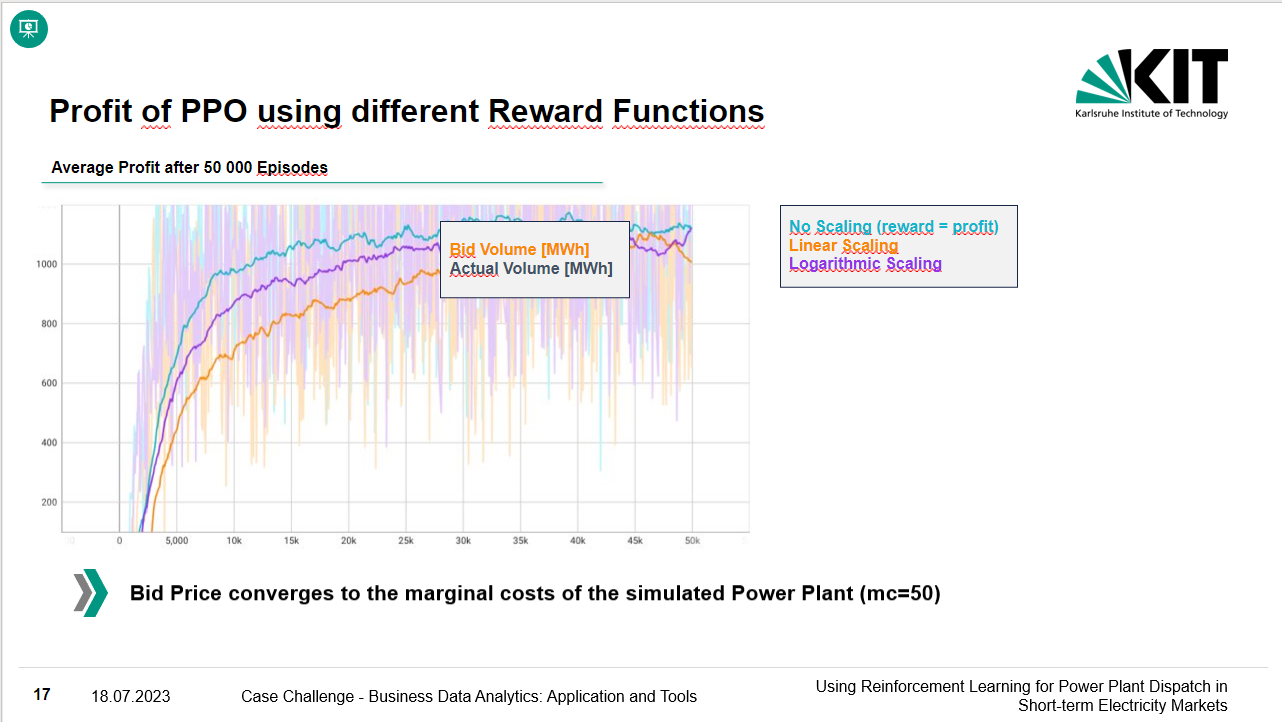 KIT
Karlsruhe Institute of Technology
Profit of PPO using different Reward Functions
Average Profit after 50 000 Episodes
No Scaling (reward = profit)
Linear Scaling
Logarithmic Scaling
Bid Volume [MWh]
Actual Volume [MWh]
1000
800
600
400
200
0 5,000 10k 15k 20k 25k 30k 35k 40k 45k 50k
Bid Price converges to the marginal costs of the simulated Power Plant (mc=50)
17
18.07.2023
Case Challenge - Business Data Analytics: Application and Tools
Using Reinforcement Learning for Power Plant Dispatch in
Short-term Electricity Markets